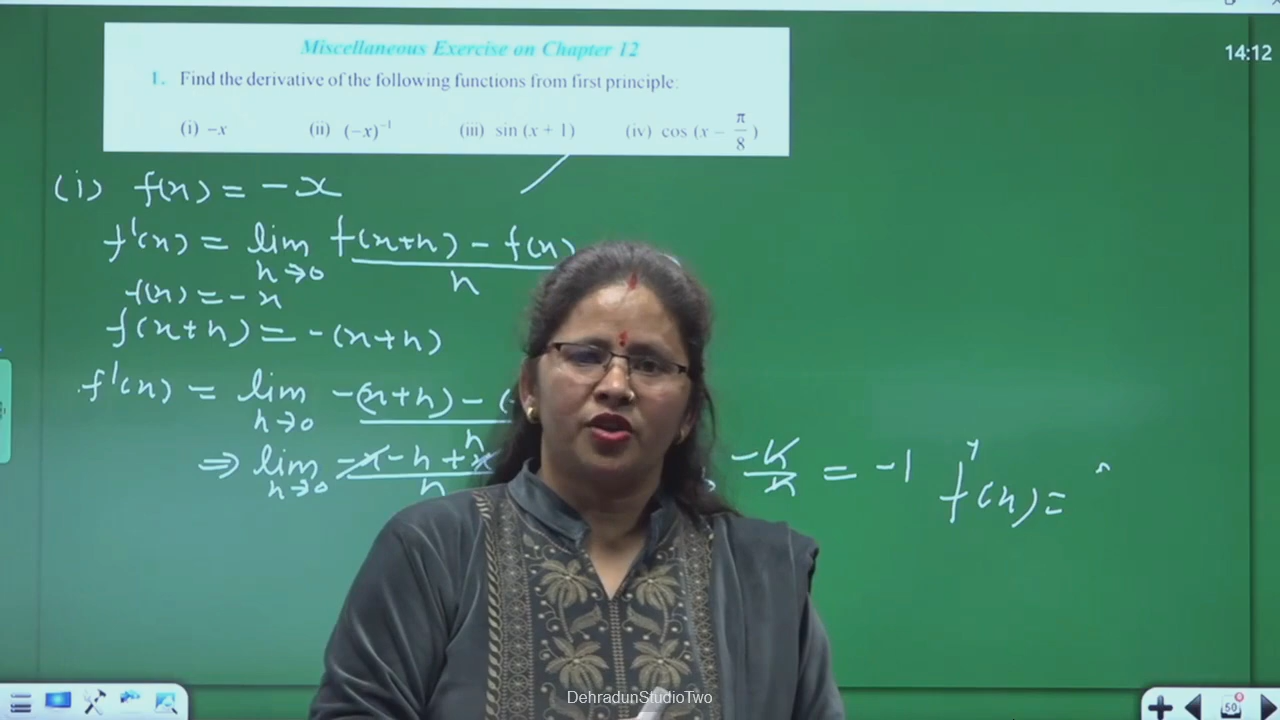 14:12
Miscellaneous Exercise on Chapter 12
1. Find the derivative of the following functions from first principle:
(i) −x (ii) (−x)⁻¹ (iii) sin (x + 1) (iv) cos (x − π/8)
(i) f(x) = −x
f'(x) = lim h→0 f(x+h) − f(x) / h
f(x) = −x
f(x+h) = −(x+h)
f'(x) = lim h→0 −(x+h) − (− / h
⇒ lim h→0 −x−h+x / h −h/h = −1 f'(x) =
50
DehradunStudioTwo